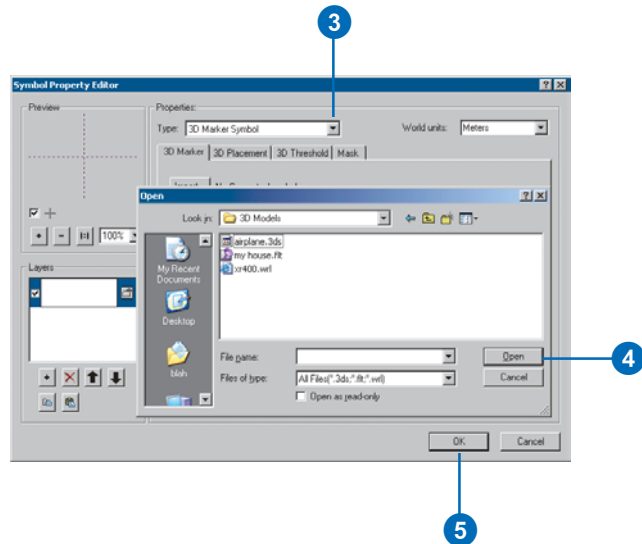 3
Symbol Property Editor
Preview
Properties:
Type: 3D Marker Symbol
World units: Meters
3D Marker 3D Placement 3D Threshold Mask
Open
Look in: 3D Models
100%
My Recent Documents
Desktop
blah
airplane.3ds
my house.flt
xr400.wrl
Layers
File name:
Open
4
Files of type: All Files(*.3ds;*.flt;*.wrl)
Cancel
Open as read-only
OK
Cancel
5